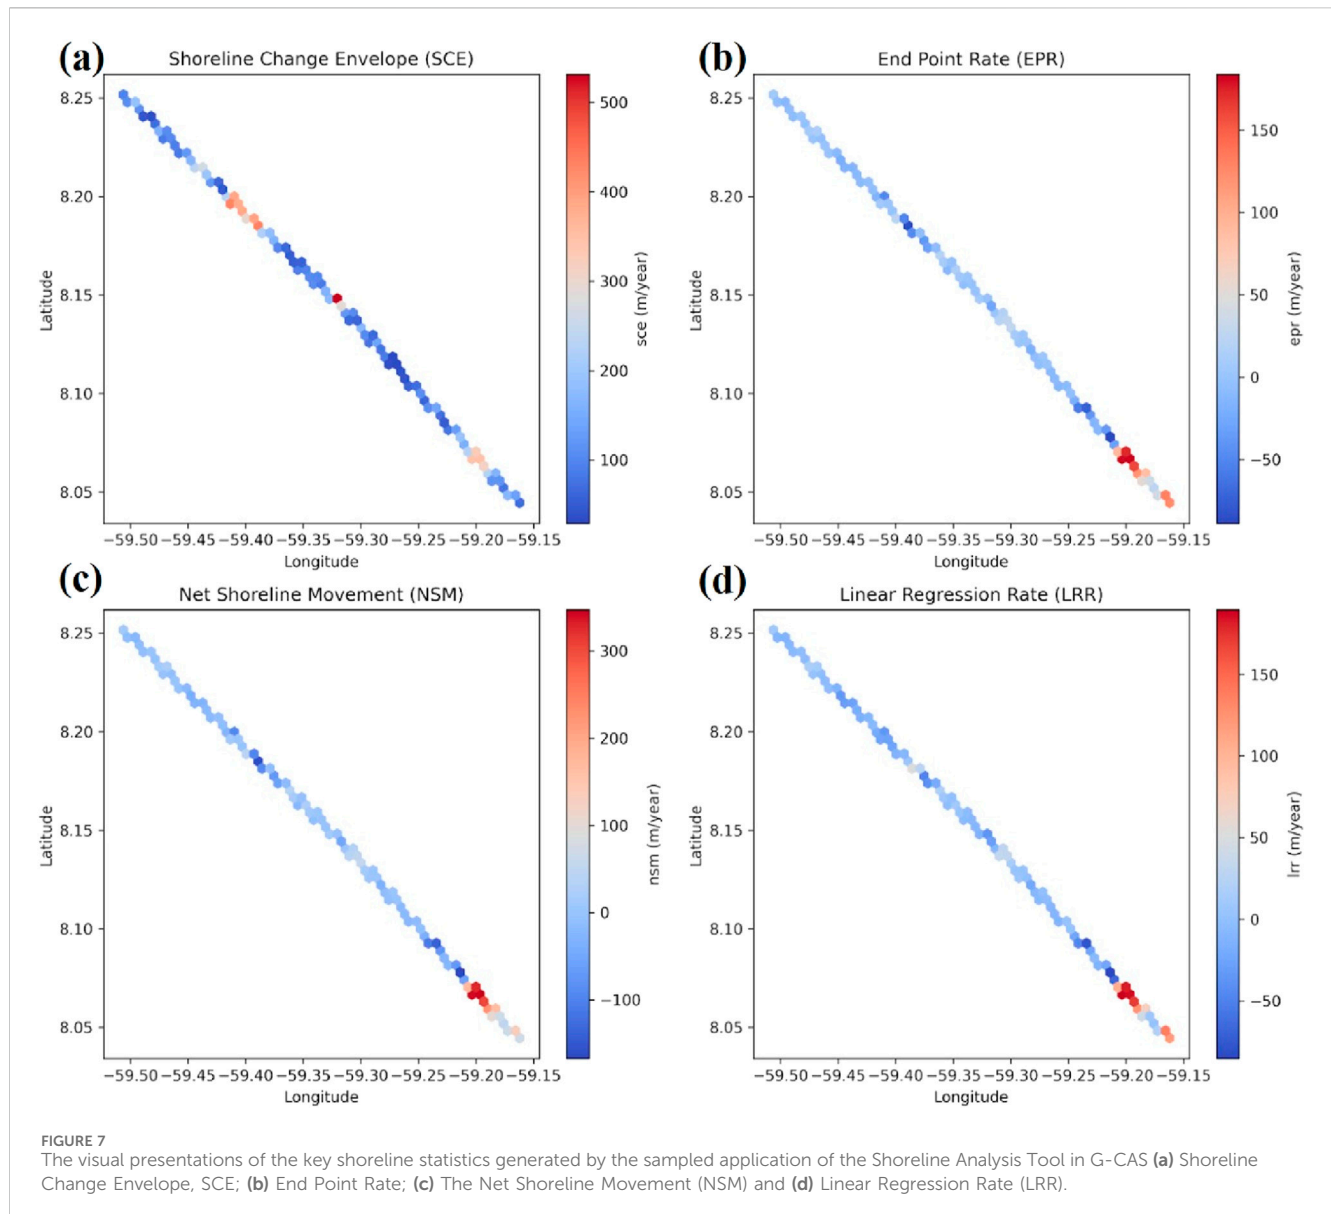 (a)
Shoreline Change Envelope (SCE)
8.25
8.20
8.15
8.10
8.05
Latitude
−59.50 −59.45 −59.40 −59.35 −59.30 −59.25 −59.20 −59.15
Longitude
500
400
300
200
100
sce (m/year)
(b)
End Point Rate (EPR)
8.25
8.20
8.15
8.10
8.05
Latitude
−59.50 −59.45 −59.40 −59.35 −59.30 −59.25 −59.20 −59.15
Longitude
150
100
50
0
−50
epr (m/year)
(c)
Net Shoreline Movement (NSM)
8.25
8.20
8.15
8.10
8.05
Latitude
−59.50 −59.45 −59.40 −59.35 −59.30 −59.25 −59.20 −59.15
Longitude
300
200
100
0
−100
nsm (m/year)
(d)
Linear Regression Rate (LRR)
8.25
8.20
8.15
8.10
8.05
Latitude
−59.50 −59.45 −59.40 −59.35 −59.30 −59.25 −59.20 −59.15
Longitude
150
100
50
0
−50
lrr (m/year)
FIGURE 7
The visual presentations of the key shoreline statistics generated by the sampled application of the Shoreline Analysis Tool in G-CAS (a) Shoreline
Change Envelope, SCE; (b) End Point Rate; (c) The Net Shoreline Movement (NSM) and (d) Linear Regression Rate (LRR).